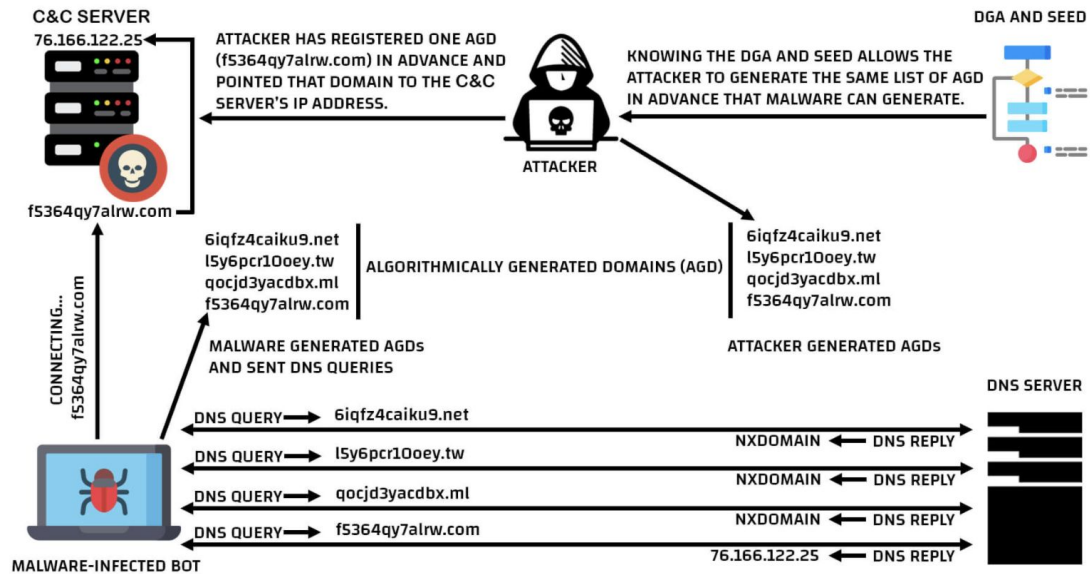 C&C SERVER
76.166.122.25
f5364qy7alrw.com
ATTACKER HAS REGISTERED ONE AGD
(f5364qy7alrw.com) IN ADVANCE AND
POINTED THAT DOMAIN TO THE C&C
SERVER'S IP ADDRESS.
ATTACKER
KNOWING THE DGA AND SEED ALLOWS THE
ATTACKER TO GENERATE THE SAME LIST OF AGD
IN ADVANCE THAT MALWARE CAN GENERATE.
DGA AND SEED
CONNECTING...
f5364qy7alrw.com
6iqfz4caiku9.net
l5y6pcr10oey.tw
qocjd3yacdbx.ml
f5364qy7alrw.com
ALGORITHMICALLY GENERATED DOMAINS (AGD)
6iqfz4caiku9.net
l5y6pcr10oey.tw
qocjd3yacdbx.ml
f5364qy7alrw.com
MALWARE GENERATED AGDs
AND SENT DNS QUERIES
ATTACKER GENERATED AGDs
DNS SERVER
DNS QUERY 6iqfz4caiku9.net
NXDOMAIN DNS REPLY
DNS QUERY l5y6pcr10oey.tw
NXDOMAIN DNS REPLY
DNS QUERY qocjd3yacdbx.ml
NXDOMAIN DNS REPLY
DNS QUERY f5364qy7alrw.com
76.166.122.25 DNS REPLY
MALWARE-INFECTED BOT